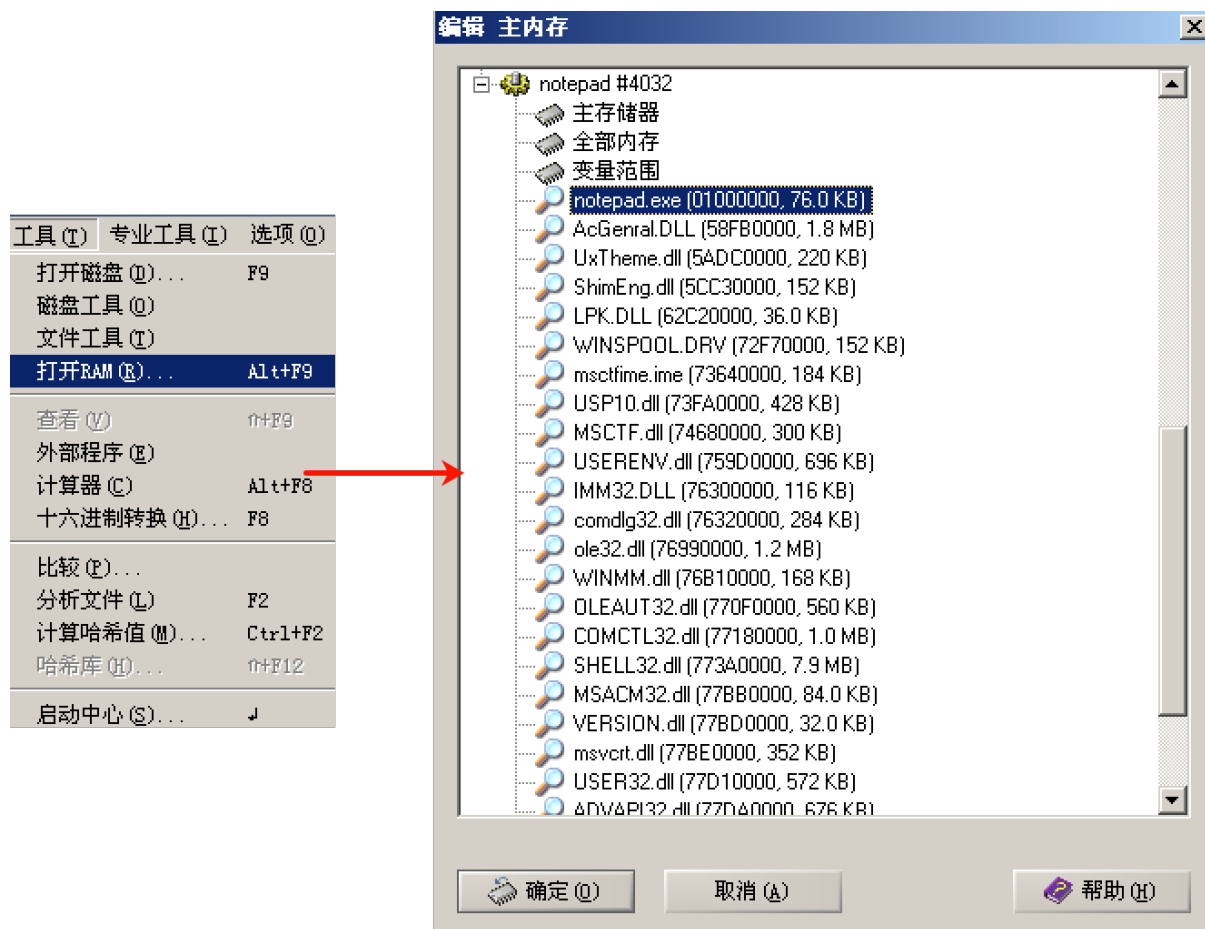 工具(T) 专业工具(I) 选项(O)
打开磁盘(D)... F9
磁盘工具(O)
文件工具(T)
打开RAM(R)... Alt+F9
查看(V) ⇑+F9
外部程序(E)
计算器(C) Alt+F8
十六进制转换(H)... F8
比较(P)...
分析文件(L) F2
计算哈希值(M)... Ctrl+F2
哈希库(H)... ⇑+F12
启动中心(S)... ↲
编辑 主内存
notepad #4032
主存储器
全部内存
变量范围
notepad.exe (01000000, 76.0 KB)
AcGenral.DLL (58FB0000, 1.8 MB)
UxTheme.dll (5ADC0000, 220 KB)
ShimEng.dll (5CC30000, 152 KB)
LPK.DLL (62C20000, 36.0 KB)
WINSPOOL.DRV (72F70000, 152 KB)
msctfime.ime (73640000, 184 KB)
USP10.dll (73FA0000, 428 KB)
MSCTF.dll (74680000, 300 KB)
USERENV.dll (759D0000, 696 KB)
IMM32.DLL (76300000, 116 KB)
comdlg32.dll (76320000, 284 KB)
ole32.dll (76990000, 1.2 MB)
WINMM.dll (76B10000, 168 KB)
OLEAUT32.dll (770F0000, 560 KB)
COMCTL32.dll (77180000, 1.0 MB)
SHELL32.dll (773A0000, 7.9 MB)
MSACM32.dll (77BB0000, 84.0 KB)
VERSION.dll (77BD0000, 32.0 KB)
msvcrt.dll (77BE0000, 352 KB)
USER32.dll (77D10000, 572 KB)
ADVAPI32.dll (77DA0000, 676 KB)
确定(O) 取消(A) 帮助(H)